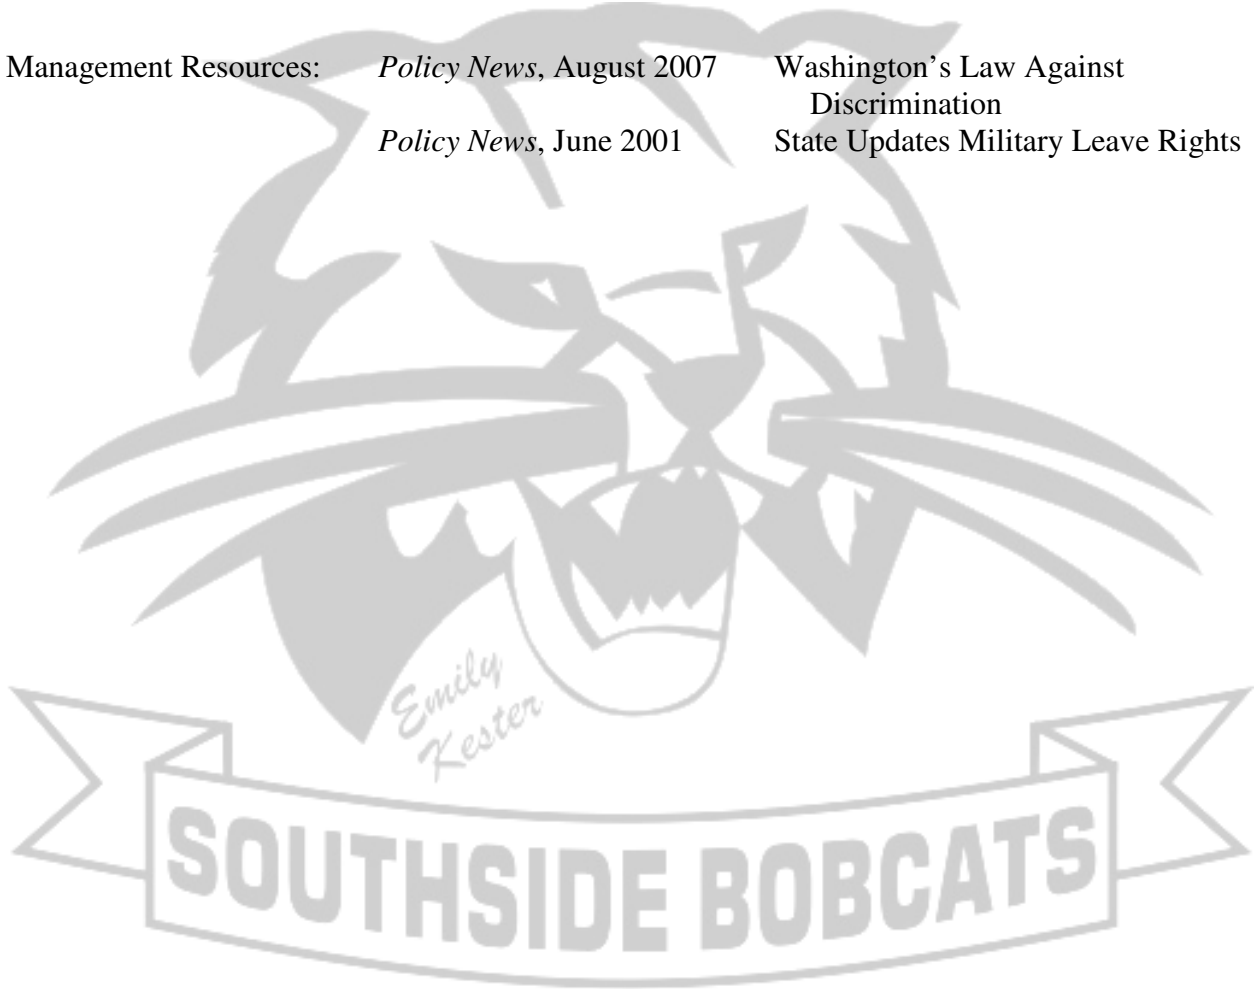 Management Resources: Policy News, August 2007 Washington’s Law Against
Discrimination
Policy News, June 2001 State Updates Military Leave Rights
Emily
Kester
SOUTHSIDE BOBCATS